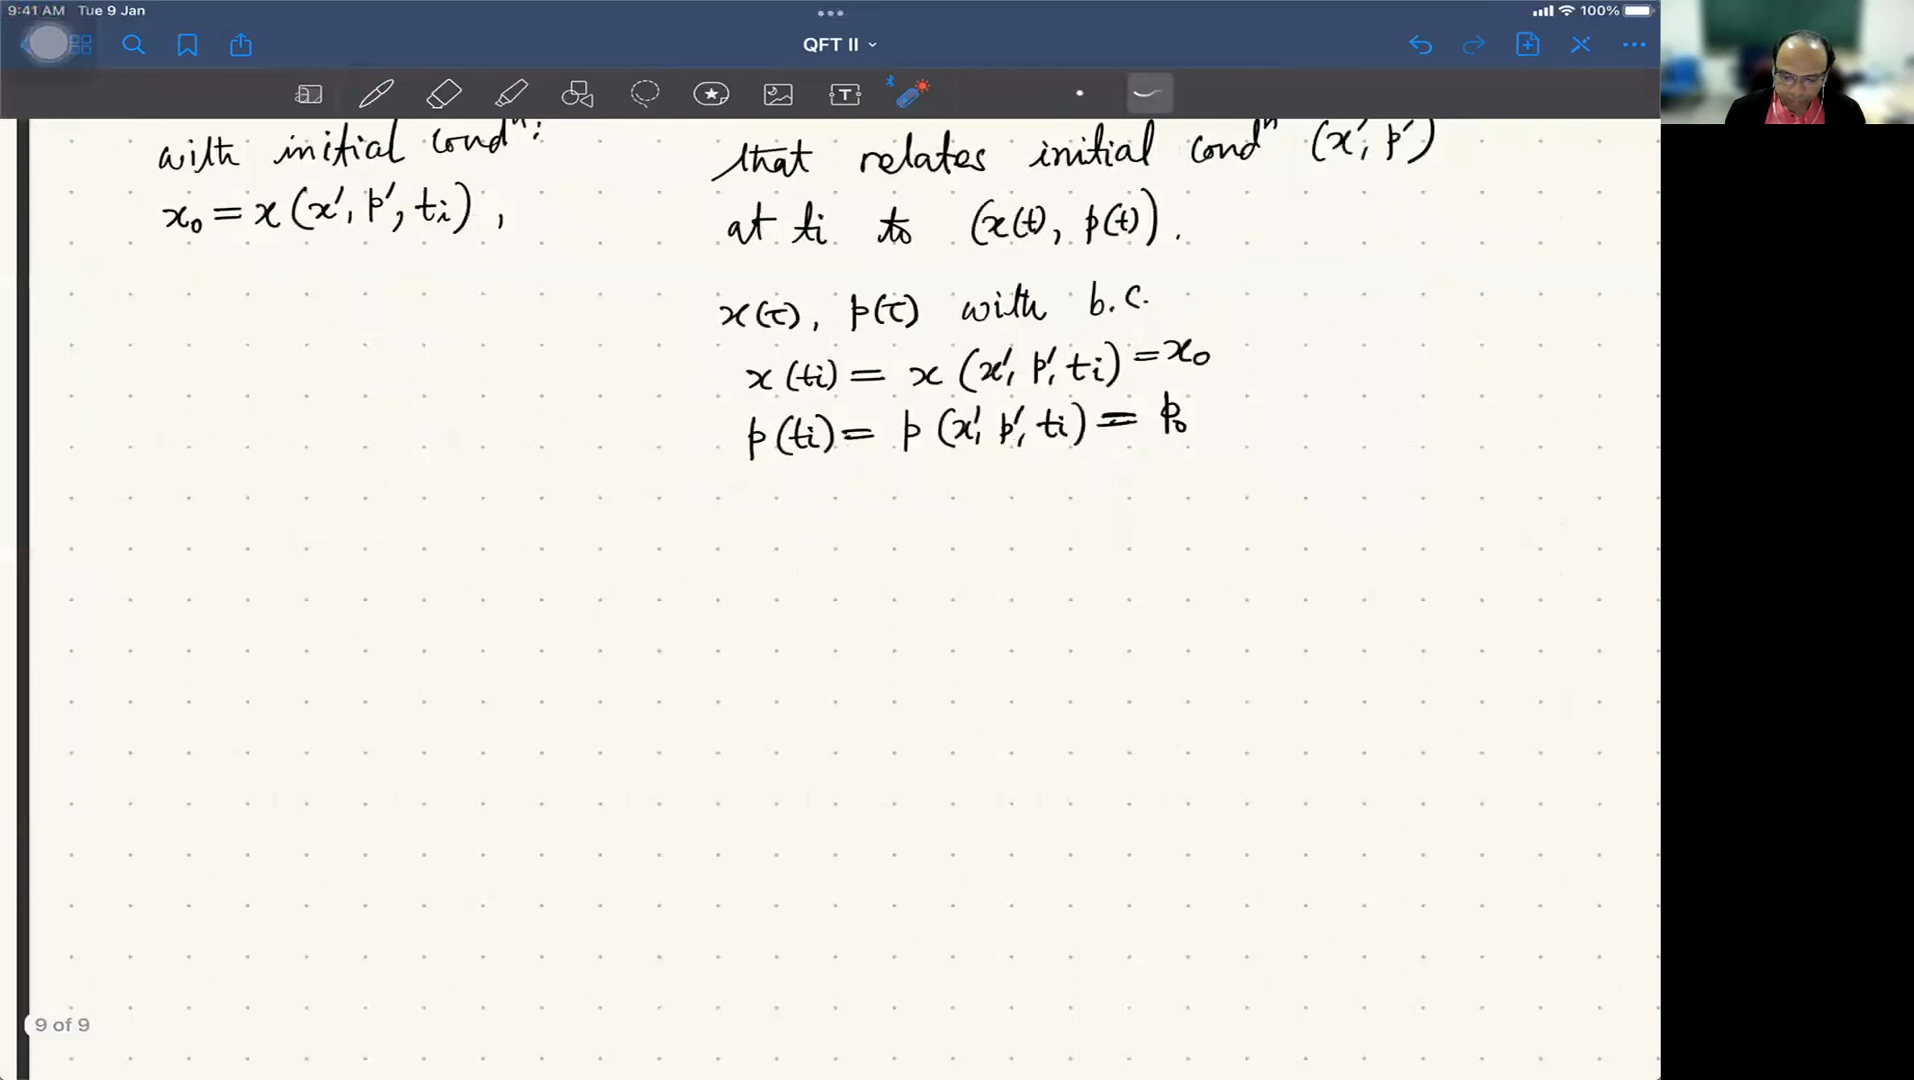 9:41 AM Tue 9 Jan
100%
QFT II
with initial condⁿ:
x₀ = x (x′, p′, ti) ,
that relates initial condⁿ (x′, p′)
at ti to (x(t), p(t)) .
x(τ), p(τ) with b.c.
x (ti) = x (x′, p′, ti) = x₀
p (ti) = p (x′, p′, ti) = p₀
9 of 9